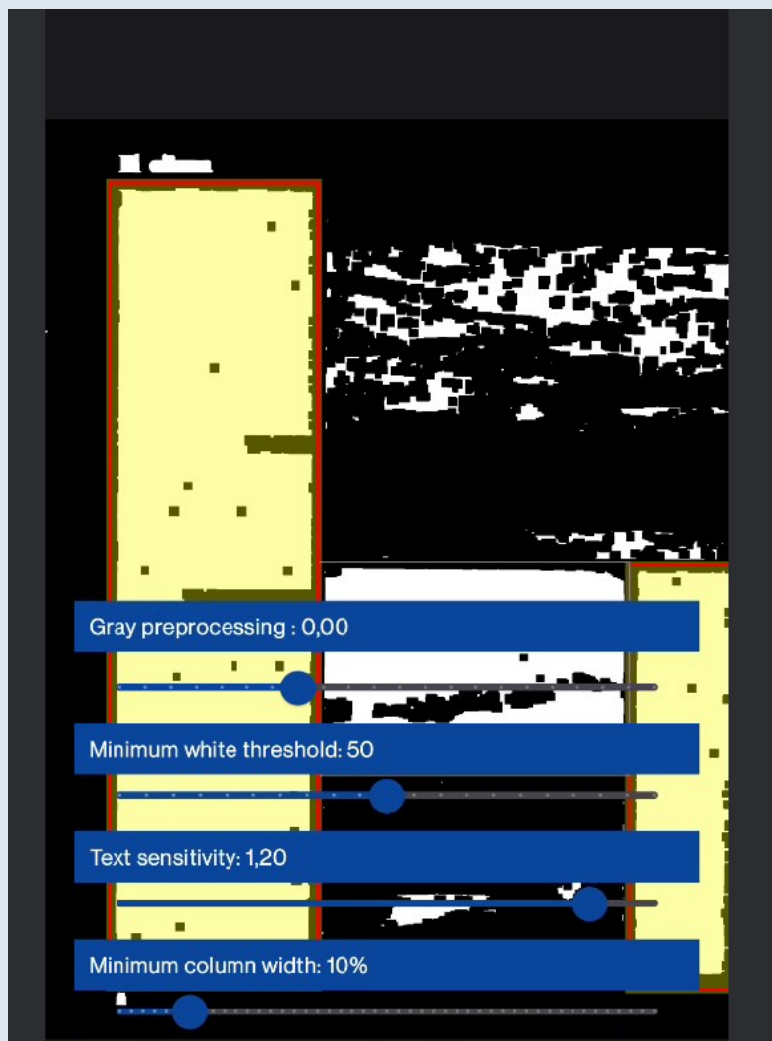 Gray preprocessing : 0,00
Minimum white threshold: 50
Text sensitivity: 1,20
Minimum column width: 10%